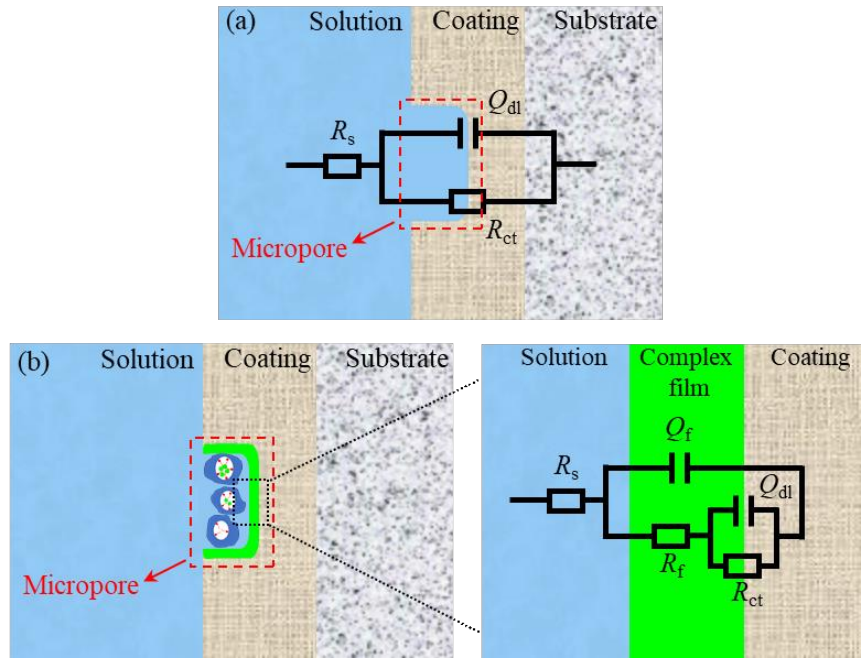 (a) Solution Coating Substrate
Qdl
Rs
Rct
Micropore
(b) Solution Coating Substrate
Micropore
Solution Complex film Coating
Qf
Rs
Qdl
Rf
Rct